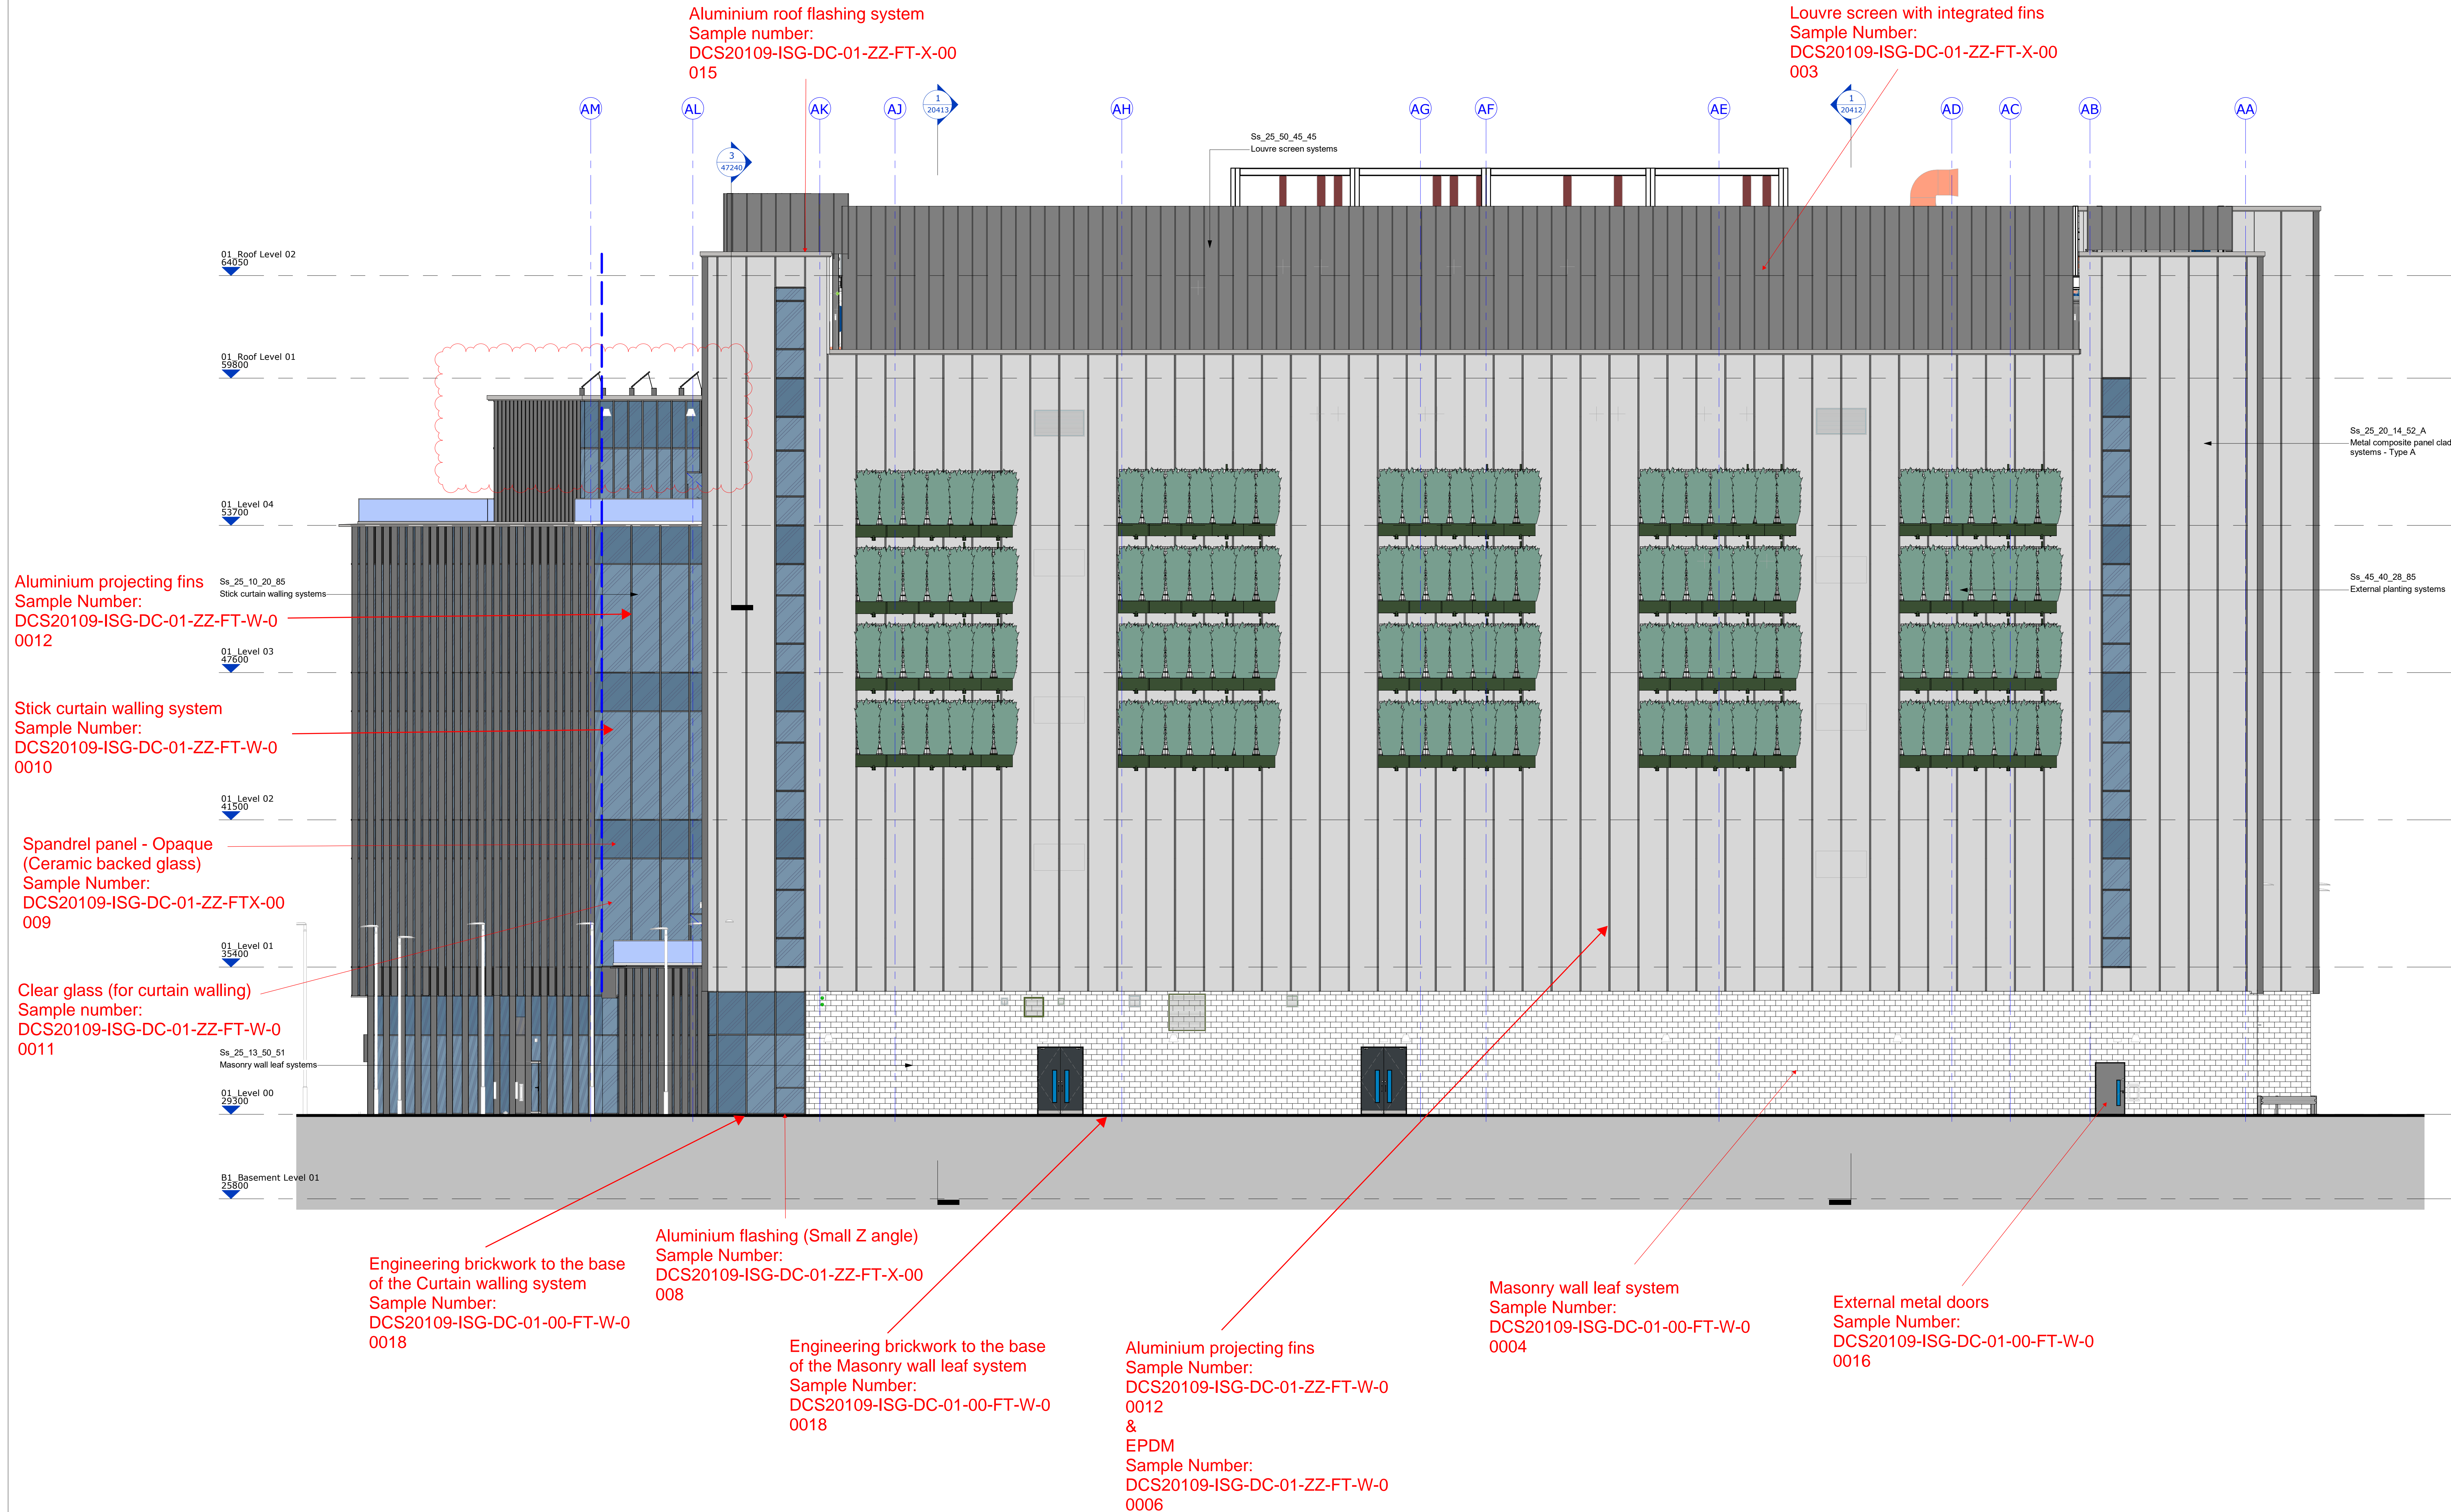 Aluminium roof flashing system
Sample number:
DCS20109-ISG-DC-01-ZZ-FT-X-00
015
Louvre screen with integrated fins
Sample Number:
DCS20109-ISG-DC-01-ZZ-FT-X-00
003
AM
AL
AK
AJ
1
20413
AH
AG
AF
AE
1
20412
AD
AC
AB
AA
3
47240
Ss_25_50_45_45
Louvre screen systems
01_Roof Level 02
64050
01_Roof Level 01
59800
Ss_25_20_14_52_A
Metal composite panel clad
systems - Type A
01_Level 04
53700
Aluminium projecting fins
Sample Number:
DCS20109-ISG-DC-01-ZZ-FT-W-0
0012
Ss_25_10_20_85
Stick curtain walling systems
Ss_45_40_28_85
External planting systems
01_Level 03
47600
Stick curtain walling system
Sample Number:
DCS20109-ISG-DC-01-ZZ-FT-W-0
0010
01_Level 02
41500
Spandrel panel - Opaque
(Ceramic backed glass)
Sample Number:
DCS20109-ISG-DC-01-ZZ-FTX-00
009
01_Level 01
35400
Clear glass (for curtain walling)
Sample number:
DCS20109-ISG-DC-01-ZZ-FT-W-0
0011
Ss_25_13_50_51
Masonry wall leaf systems
01_Level 00
29300
B1_Basement Level 01
25800
Engineering brickwork to the base
of the Curtain walling system
Sample Number:
DCS20109-ISG-DC-01-00-FT-W-0
0018
Aluminium flashing (Small Z angle)
Sample Number:
DCS20109-ISG-DC-01-ZZ-FT-X-00
008
Engineering brickwork to the base
of the Masonry wall leaf system
Sample Number:
DCS20109-ISG-DC-01-00-FT-W-0
0018
Aluminium projecting fins
Sample Number:
DCS20109-ISG-DC-01-ZZ-FT-W-0
0012
&
EPDM
Sample Number:
DCS20109-ISG-DC-01-ZZ-FT-W-0
0006
Masonry wall leaf system
Sample Number:
DCS20109-ISG-DC-01-00-FT-W-0
0004
External metal doors
Sample Number:
DCS20109-ISG-DC-01-00-FT-W-0
0016